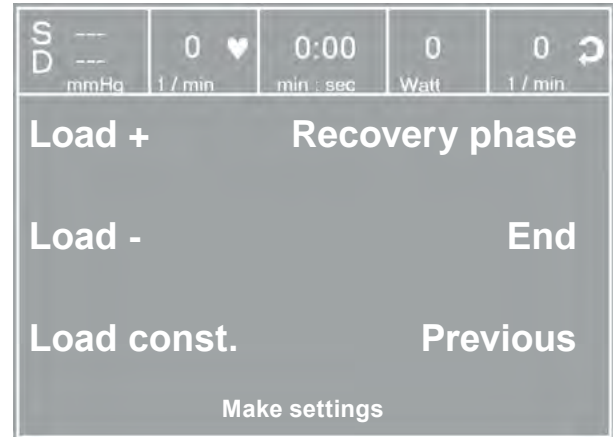 S --- 0 ♥ 0:00 0 0
D ---
mmHg 1 / min min : sec Watt 1 / min
Load + Recovery phase
Load - End
Load const. Previous
Make settings